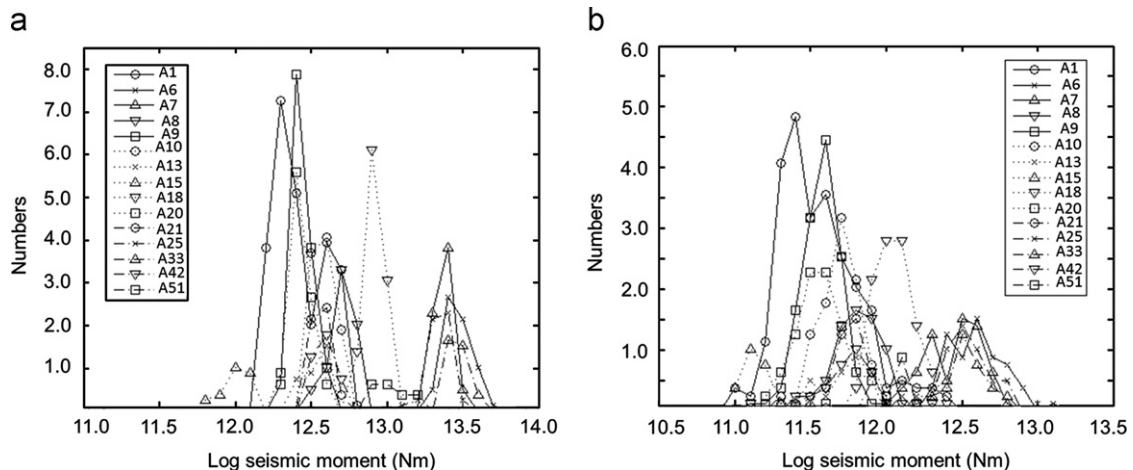 a
8.0
7.0
6.0
5.0
4.0
3.0
2.0
1.0
Numbers
A1
A6
A7
A8
A9
A10
A13
A15
A18
A20
A21
A25
A33
A42
A51
11.0 11.5 12.0 12.5 13.0 13.5 14.0
Log seismic moment (Nm)
b
6.0
5.0
4.0
3.0
2.0
1.0
Numbers
A1
A6
A7
A8
A9
A10
A13
A15
A18
A20
A21
A25
A33
A42
A51
10.5 11.0 11.5 12.0 12.5 13.0 13.5
Log seismic moment (Nm)